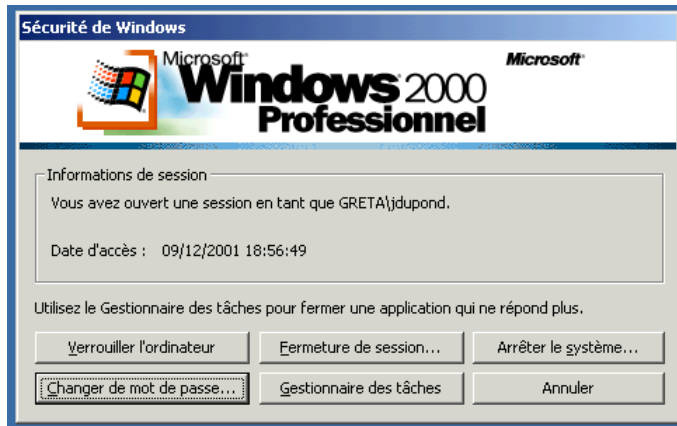 Sécurité de Windows
Microsoft
Microsoft
Windows 2000
Professionnel
Informations de session
Vous avez ouvert une session en tant que GRETA\jdupond.
Date d'accès : 09/12/2001 18:56:49
Utilisez le Gestionnaire des tâches pour fermer une application qui ne répond plus.
Verrouiller l'ordinateur Fermeture de session... Arrêter le système...
Changer de mot de passe... Gestionnaire des tâches Annuler